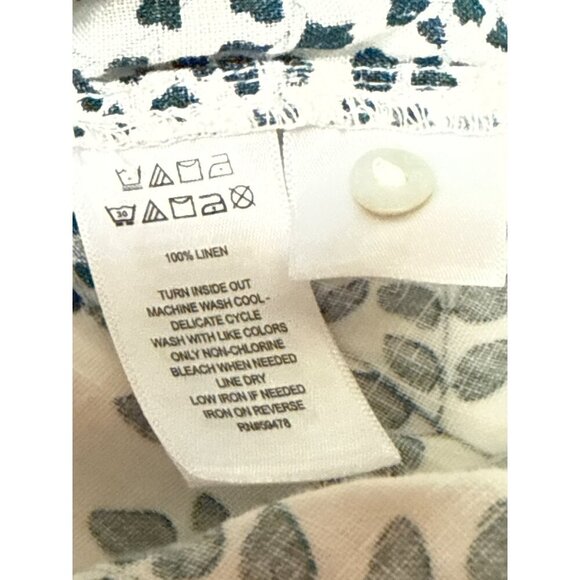 30
100% LINEN
TURN INSIDE OUT
MACHINE WASH COOL -
DELICATE CYCLE
WASH WITH LIKE COLORS
ONLY NON-CHLORINE
BLEACH WHEN NEEDED
LINE DRY
LOW IRON IF NEEDED
IRON ON REVERSE
RN#59478